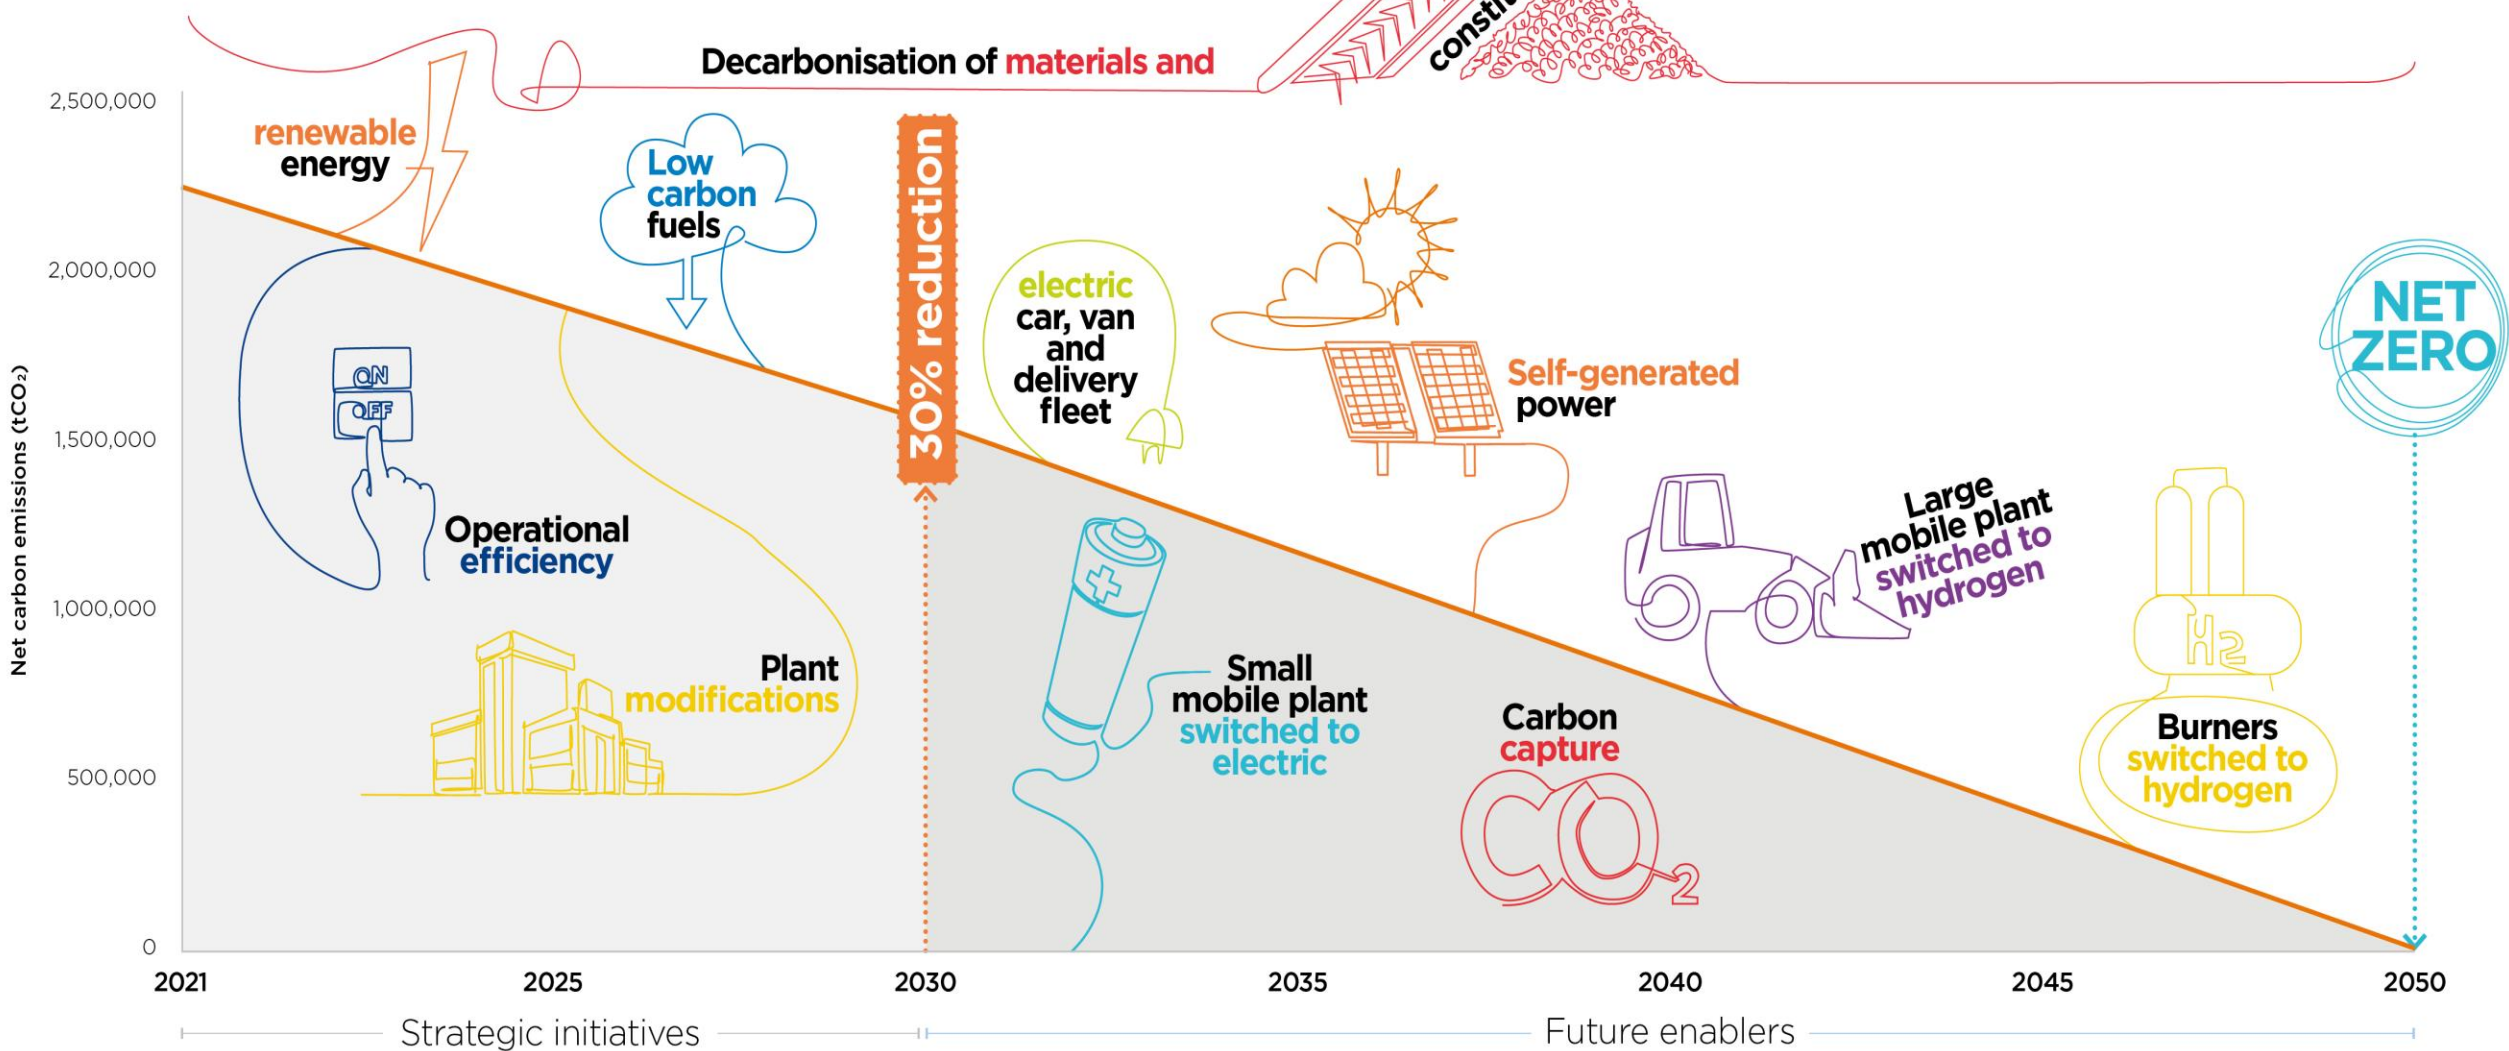 Decarbonisation of materials and
2,500,000
2,000,000
1,500,000
1,000,000
500,000
0
Net carbon emissions (tCO₂)
renewable
energy
Low
carbon
fuels
30% reduction
ON
OFF
Operational
efficiency
Plant
modifications
electric
car, van
and
delivery
fleet
Self-generated
power
Small
mobile plant
switched to
electric
Large
mobile plant
switched to
hydrogen
Carbon
capture
CO2
H2
Burners
switched to
hydrogen
NET
ZERO
2021
2025
2030
2035
2040
2045
2050
Strategic initiatives
Future enablers